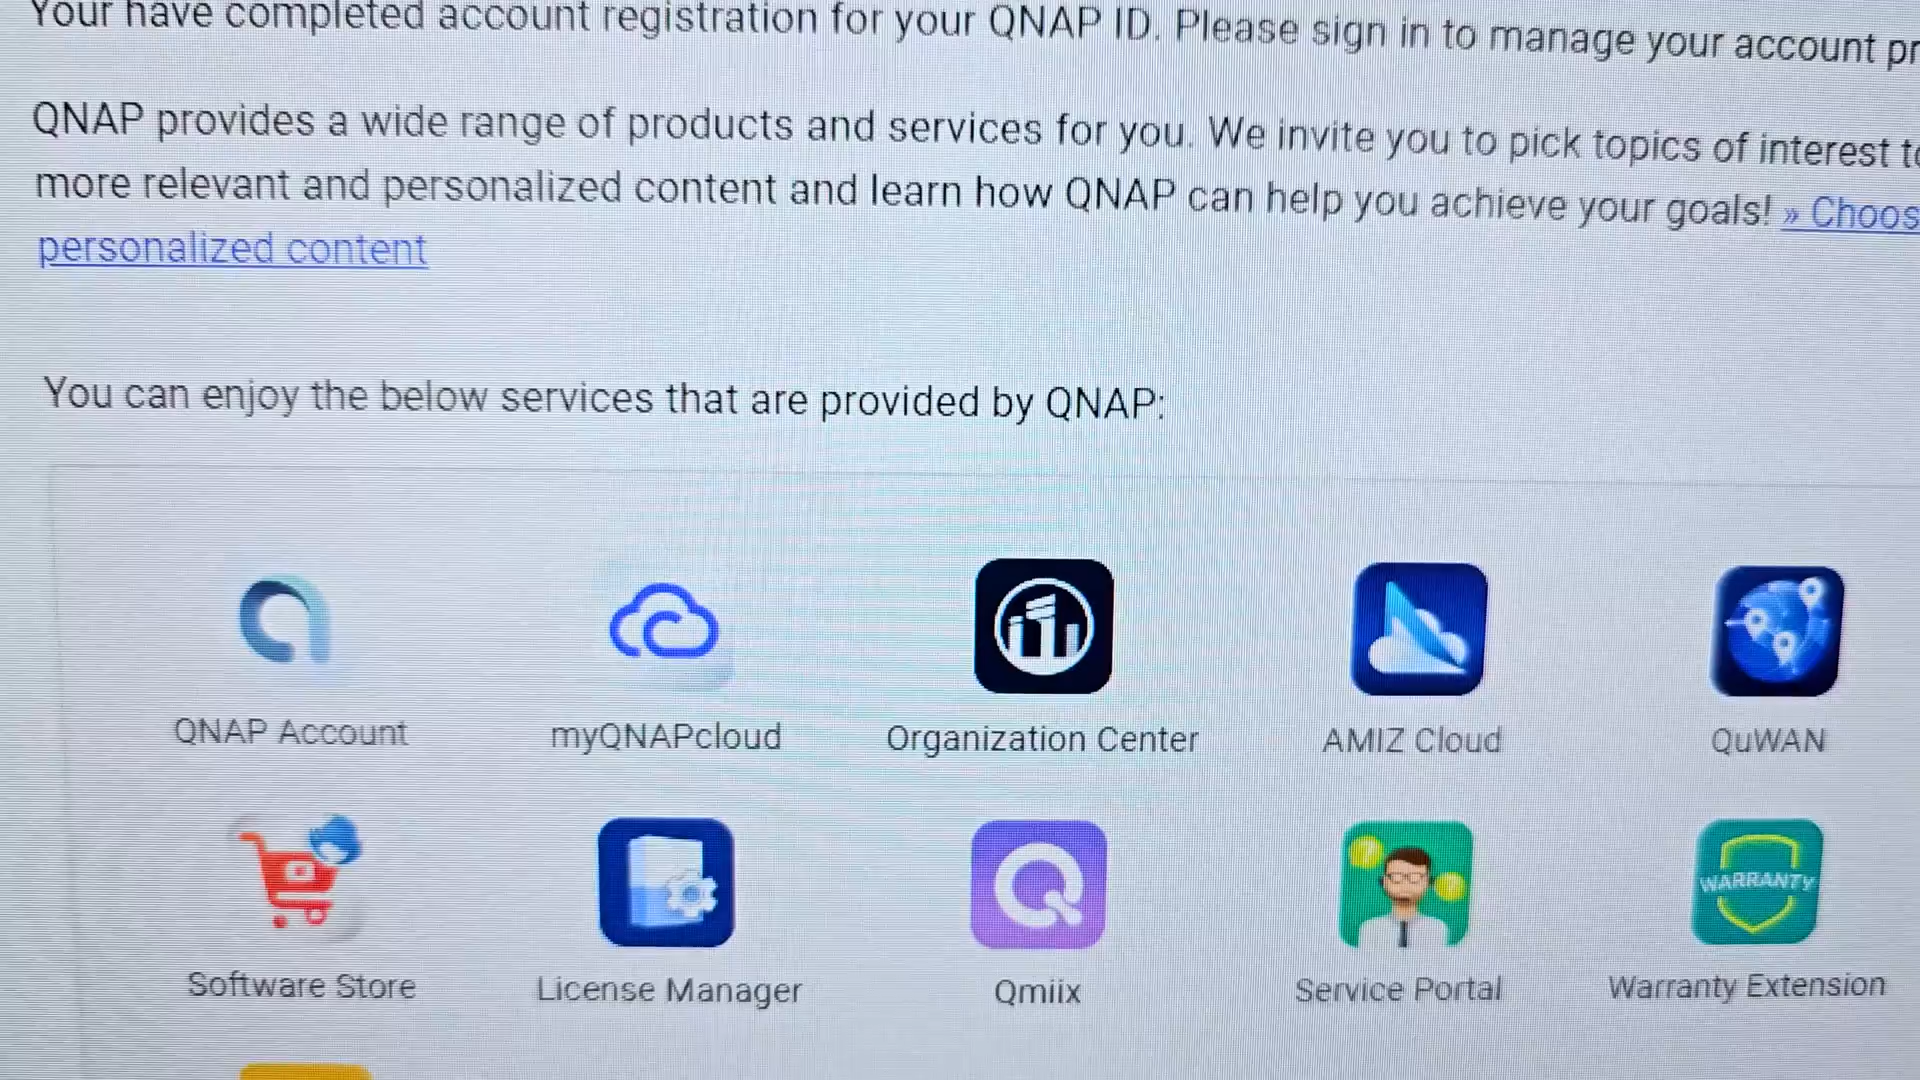 Your have completed account registration for your QNAP ID. Please sign in to manage your account pr
QNAP provides a wide range of products and services for you. We invite you to pick topics of interest to
more relevant and personalized content and learn how QNAP can help you achieve your goals! » Choos
personalized content
You can enjoy the below services that are provided by QNAP:
QNAP Account myQNAPcloud Organization Center AMIZ Cloud QuWAN
WARRANTY
Software Store License Manager Qmiix Service Portal Warranty Extension